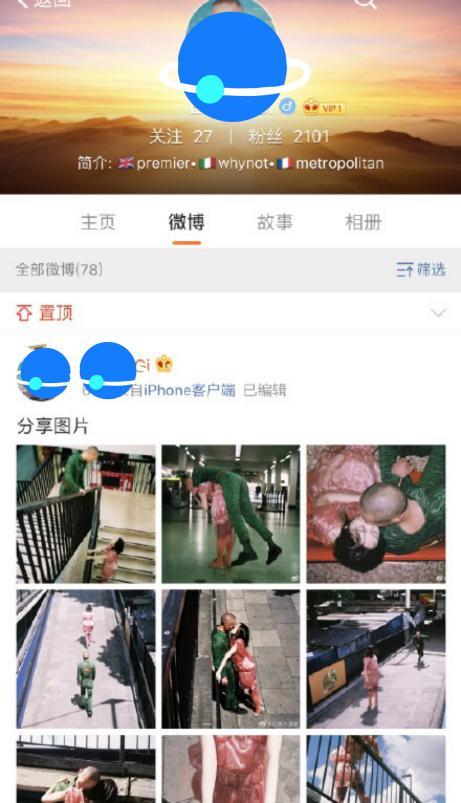 返回
VIP 1
关注 27 | 粉丝 2101
简介: 🇬🇧premier•🇮🇹whynot•🇫🇷metropolitan
主页 微博 故事 相册
全部微博(78) 筛选
置顶
Gi
自iPhone客户端 已编辑
分享图片